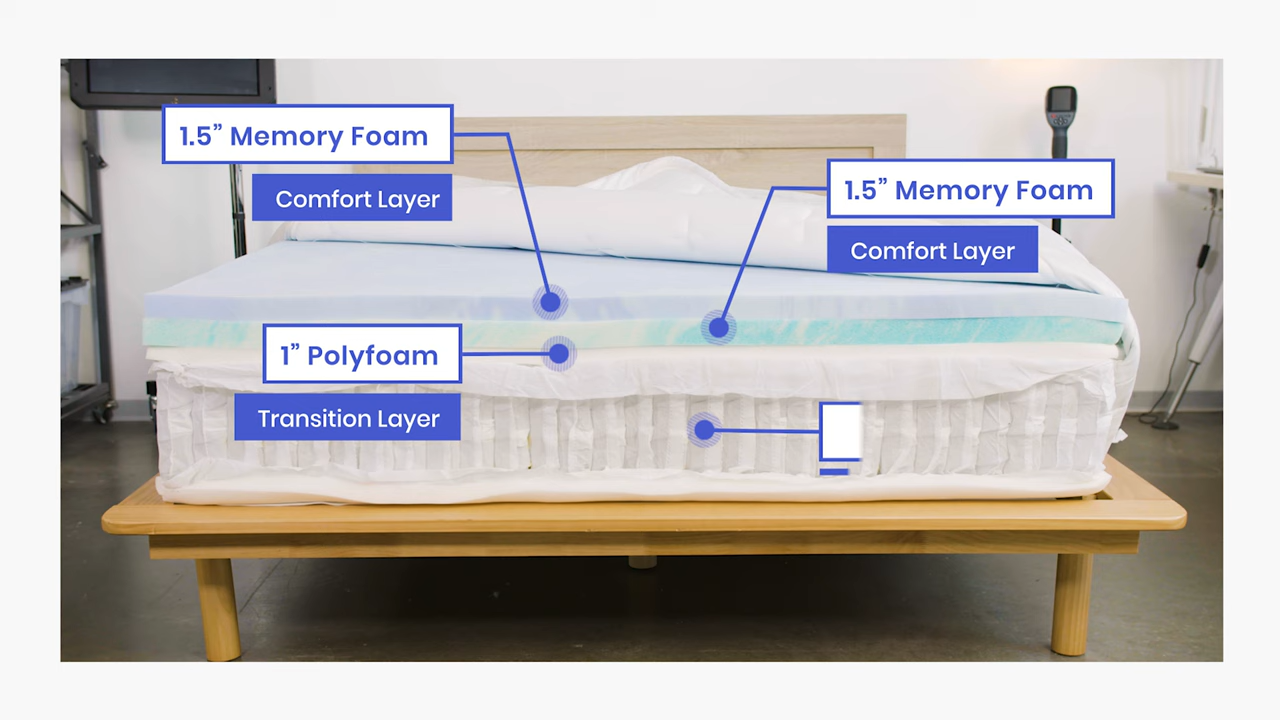 1.5” Memory Foam
Comfort Layer
1.5” Memory Foam
Comfort Layer
1” Polyfoam
Transition Layer